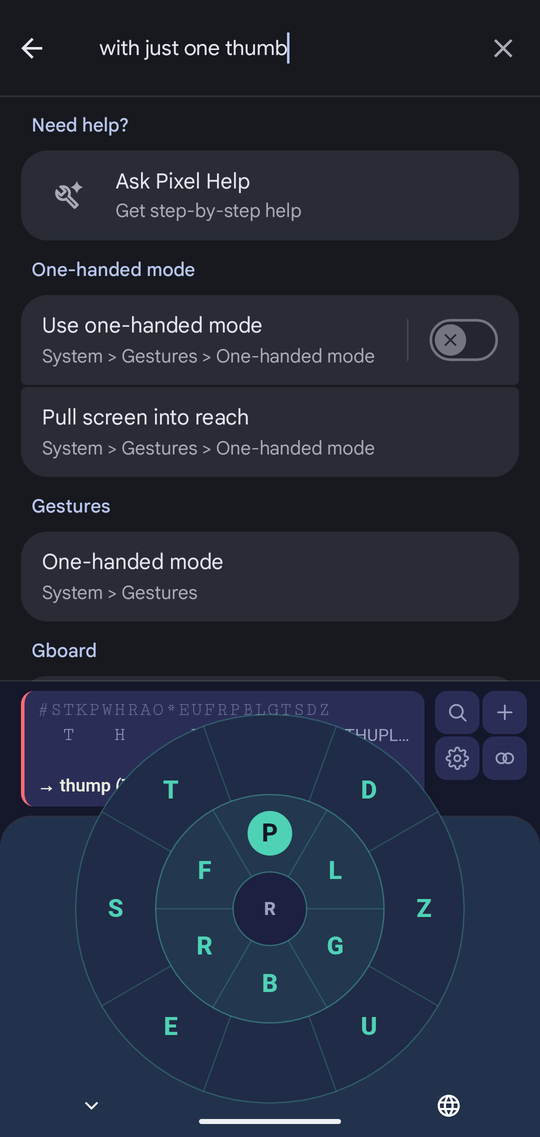 with just one thumb
Need help?
Ask Pixel Help
Get step-by-step help
One-handed mode
Use one-handed mode
System > Gestures > One-handed mode
Pull screen into reach
System > Gestures > One-handed mode
Gestures
One-handed mode
System > Gestures
Gboard
#STKPWHRAO*EUFRPBLGTSDZ
T H THUPL...
→ thump (
T D
P
F L
S R Z
R G
B
E U